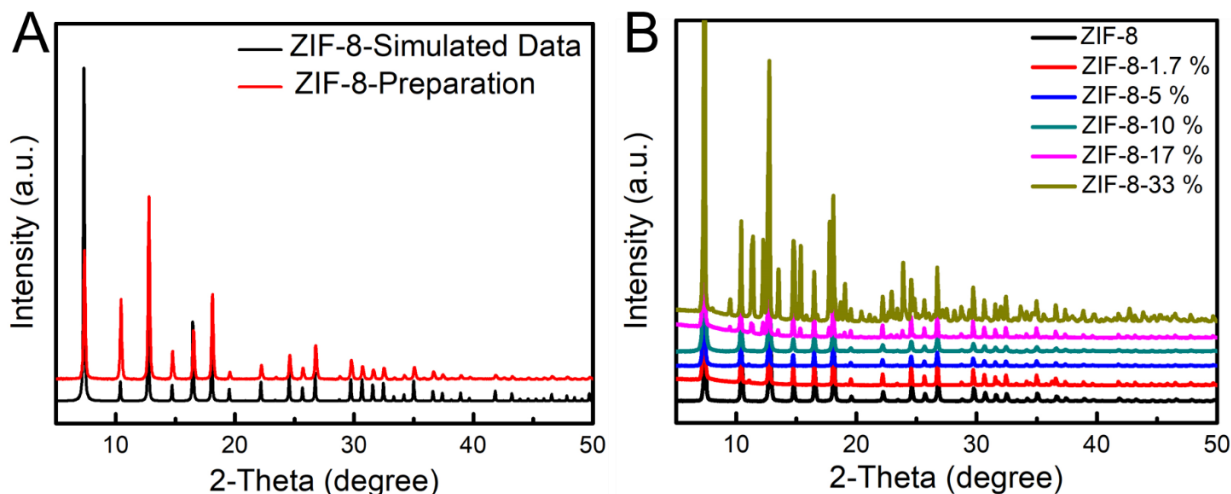 A
ZIF-8-Simulated Data
ZIF-8-Preparation
Intensity (a.u.)
10 20 30 40 50
2-Theta (degree)
B
ZIF-8
ZIF-8-1.7 %
ZIF-8-5 %
ZIF-8-10 %
ZIF-8-17 %
ZIF-8-33 %
Intensity (a.u.)
10 20 30 40 50
2-Theta (degree)